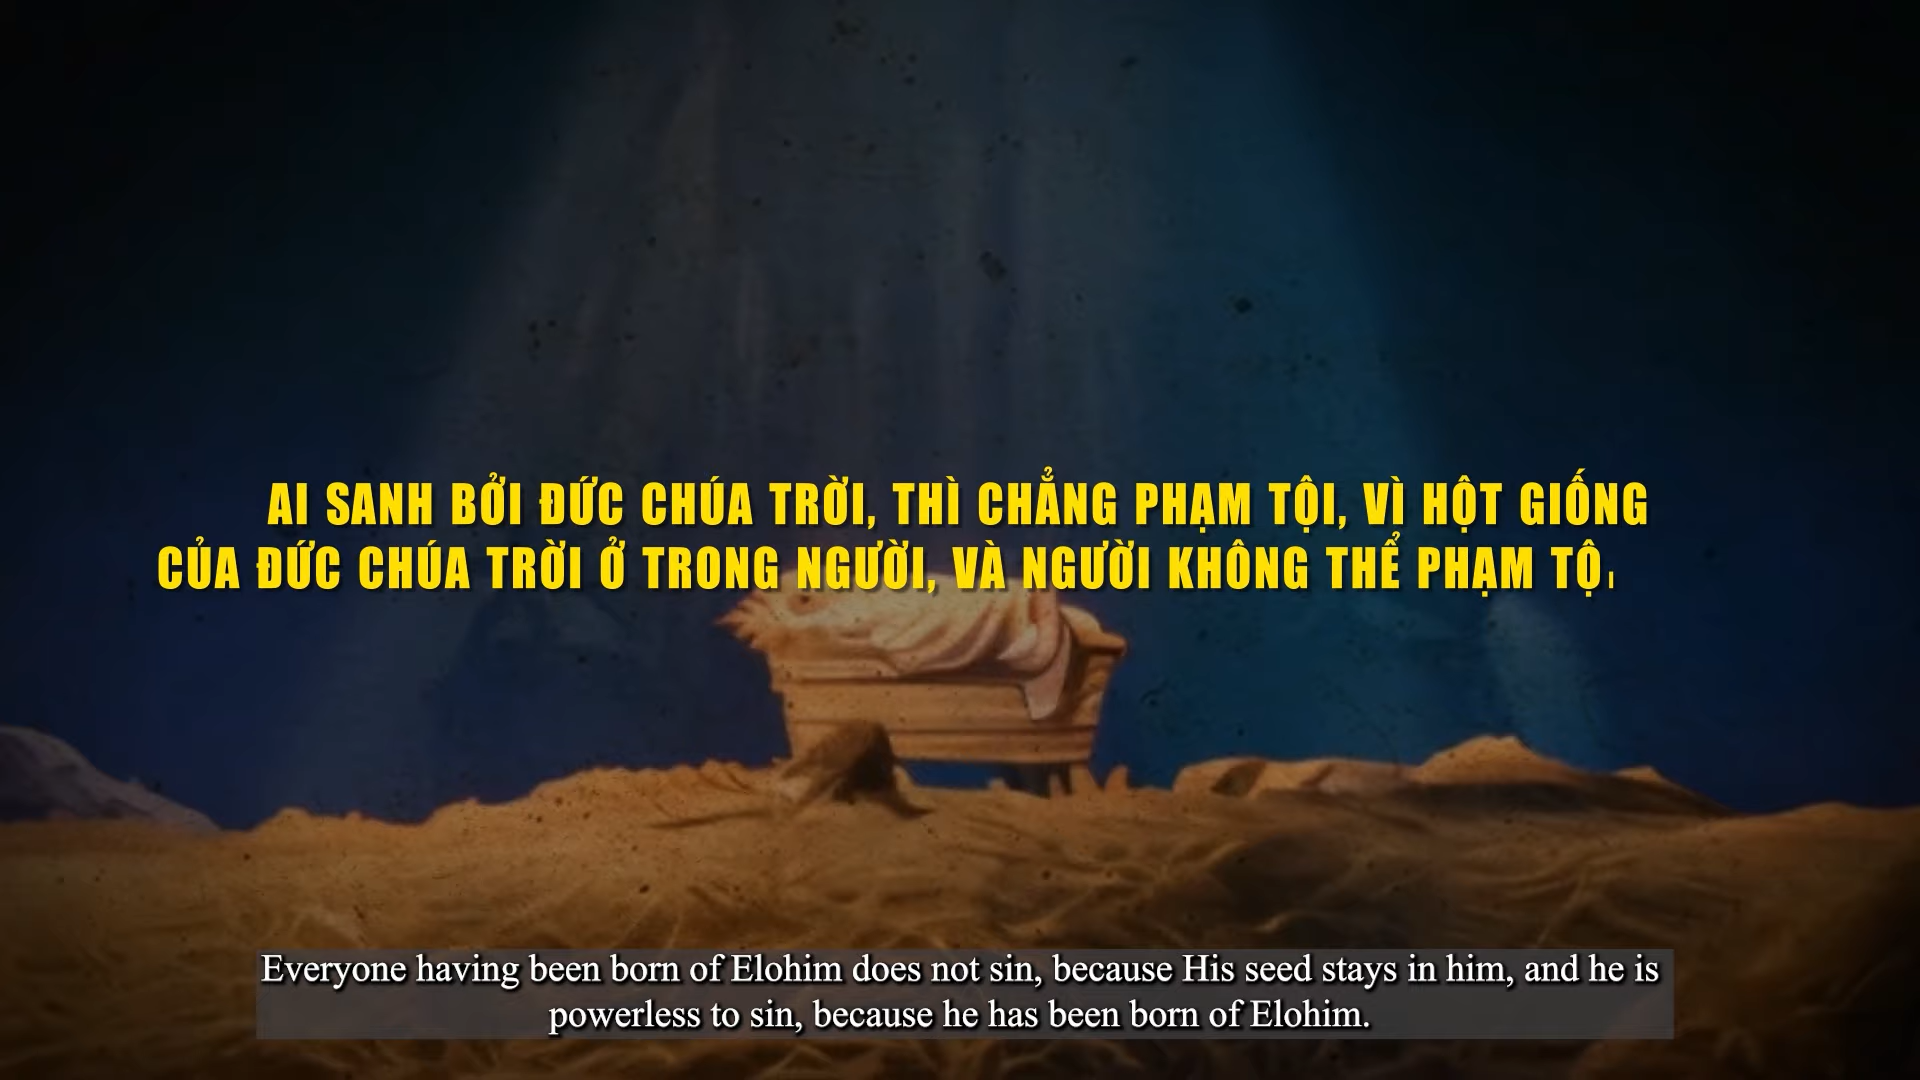 AI SANH BỞI ĐỨC CHÚA TRỜI, THÌ CHẲNG PHẠM TỘI, VÌ HỘT GIỐNG
CỦA ĐỨC CHÚA TRỜI Ở TRONG NGƯỜI, VÀ NGƯỜI KHÔNG THỂ PHẠM TỘI
Everyone having been born of Elohim does not sin, because His seed stays in him, and he is
powerless to sin, because he has been born of Elohim.